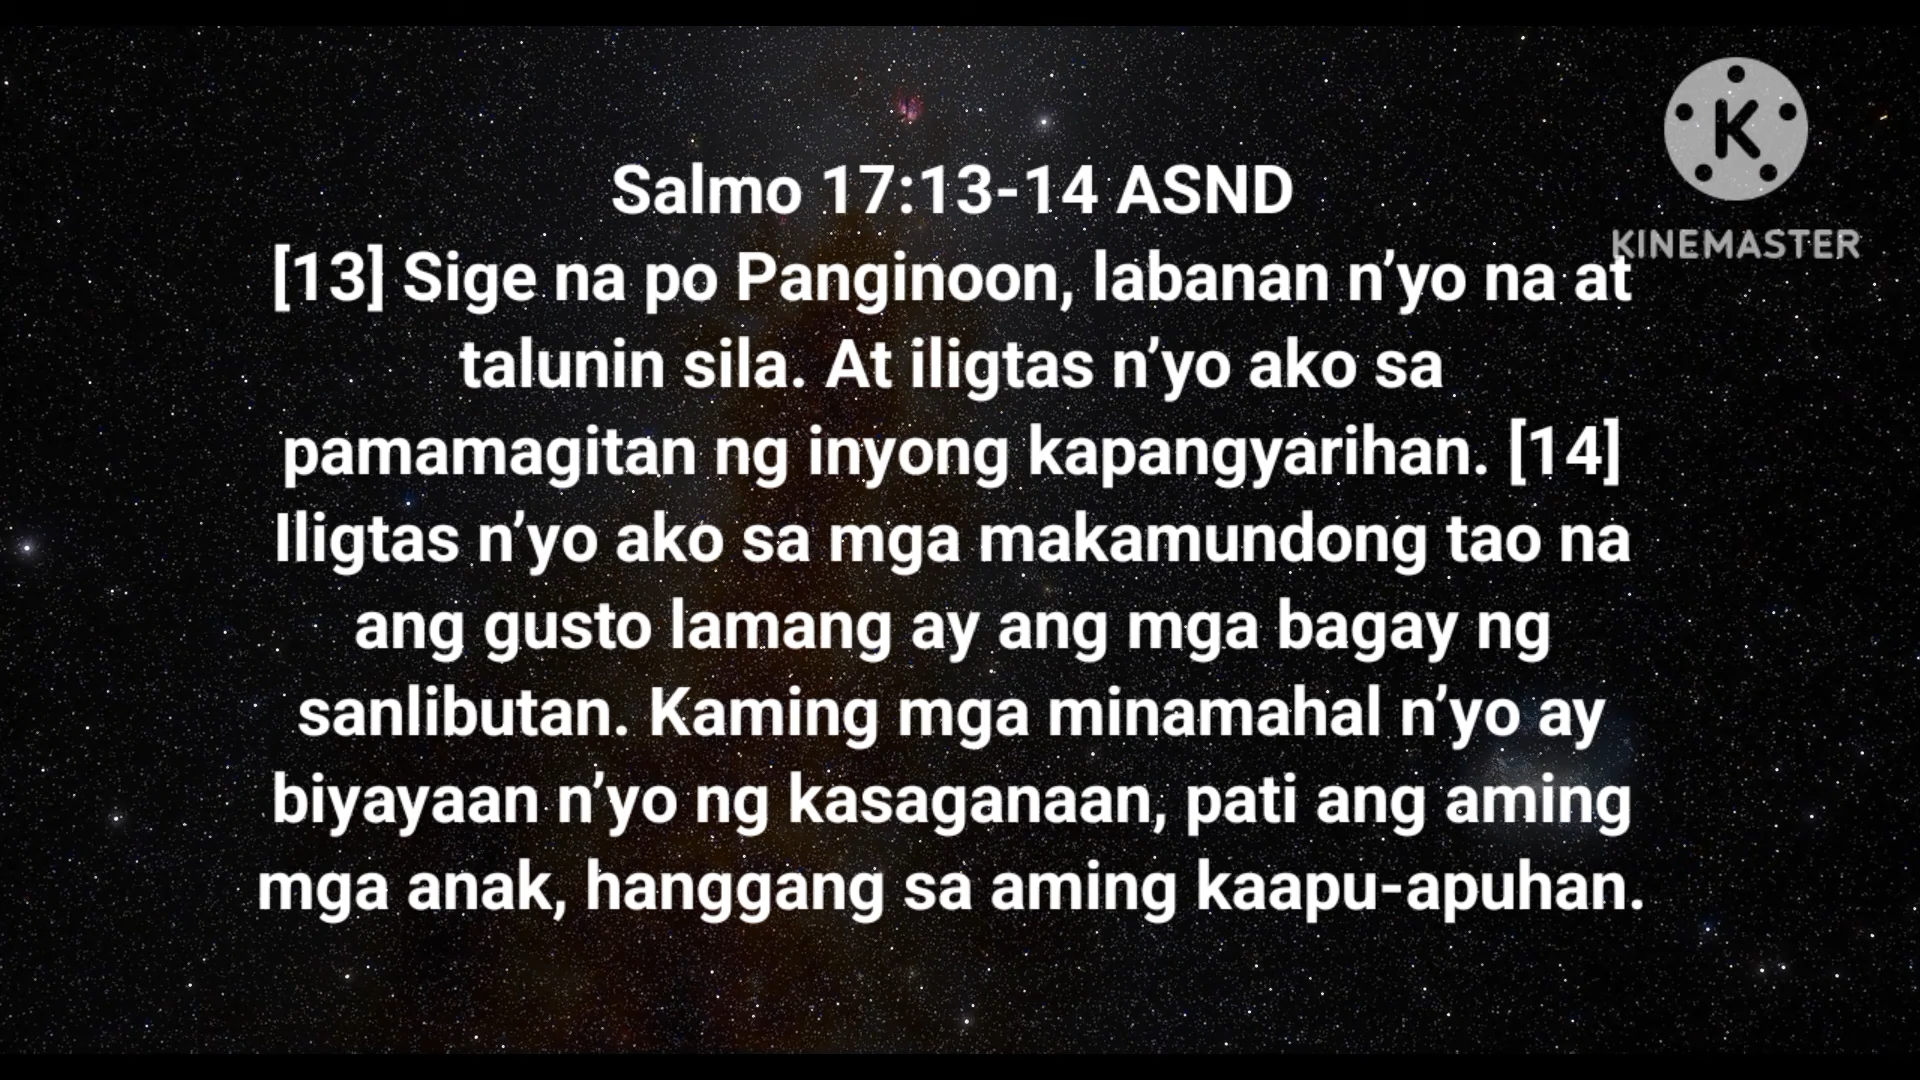 Salmo 17:13-14 ASND
[13] Sige na po Panginoon, labanan n’yo na at
talunin sila. At iligtas n’yo ako sa
pamamagitan ng inyong kapangyarihan. [14]
Iligtas n’yo ako sa mga makamundong tao na
ang gusto lamang ay ang mga bagay ng
sanlibutan. Kaming mga minamahal n’yo ay
biyayaan n’yo ng kasaganaan, pati ang aming
mga anak, hanggang sa aming kaapu-apuhan.
K
KINEMASTER